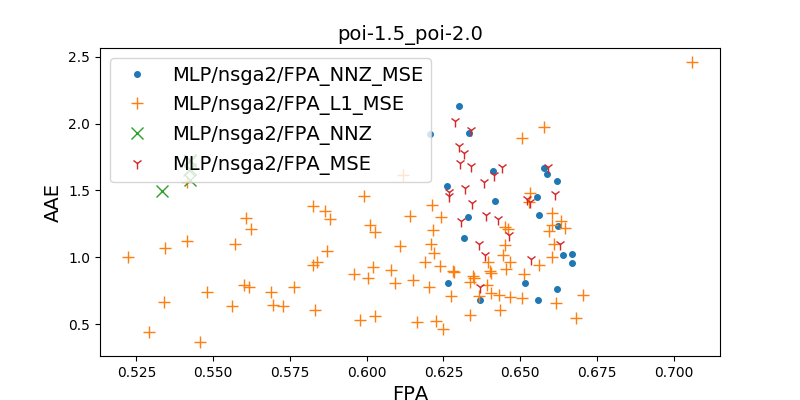 poi-1.5_poi-2.0
2.5
2.0
1.5
1.0
0.5
AAE
MLP/nsga2/FPA_NNZ_MSE
MLP/nsga2/FPA_L1_MSE
MLP/nsga2/FPA_NNZ
MLP/nsga2/FPA_MSE
0.525 0.550 0.575 0.600 0.625 0.650 0.675 0.700
FPA